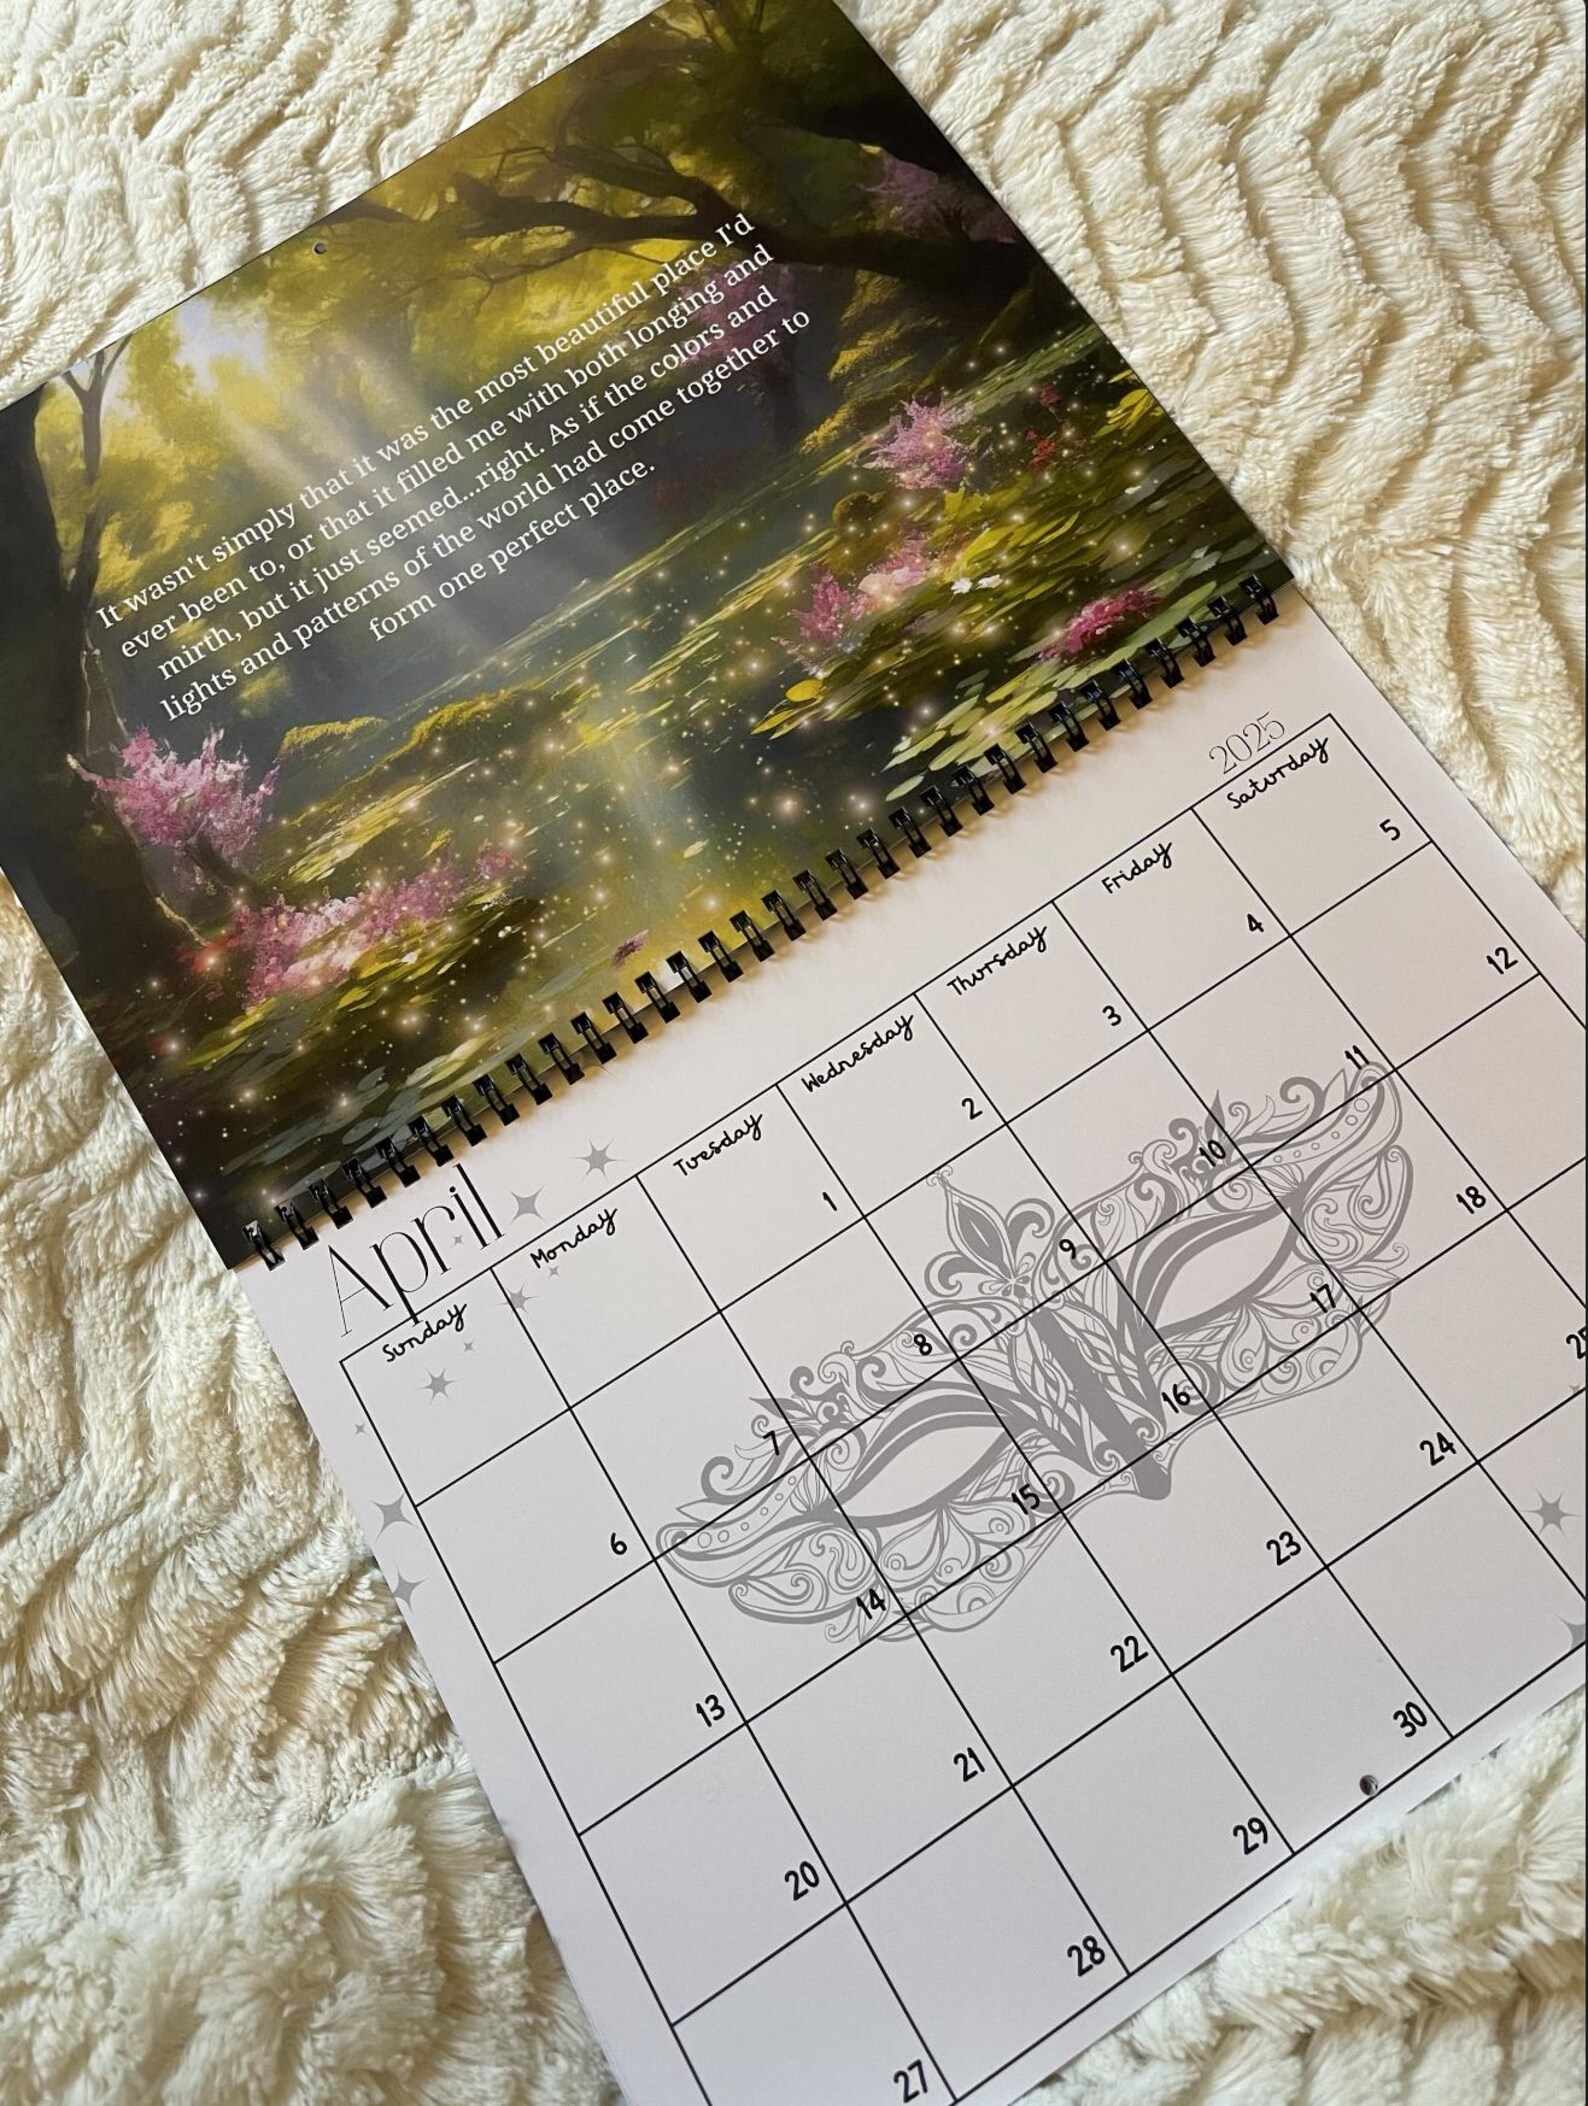 It wasn't simply that it was the most beautiful place I'd
ever been to, or that it filled me with both longing and
mirth, but it just seemed...right. As if the colors and
lights and patterns of the world had come together to
form one perfect place.
April 2025
Sunday Monday Tuesday Wednesday Thursday Friday Saturday
1 2 3 4 5
6 7 8 9 10 11 12
13 14 15 16 17 18
20 21 22 23 24 25
27 28 29 30